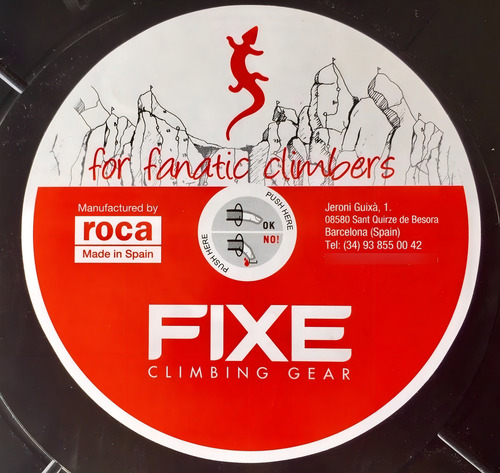 for fanatic climbers
Manufactured by
roca
Made in Spain
PUSH HERE
OK
NO!
PUSH HERE
Jeroni Guixà, 1.
08580 Sant Quirze de Besora
Barcelona (Spain)
Tel: (34) 93 855 00 42
FIXE
CLIMBING GEAR